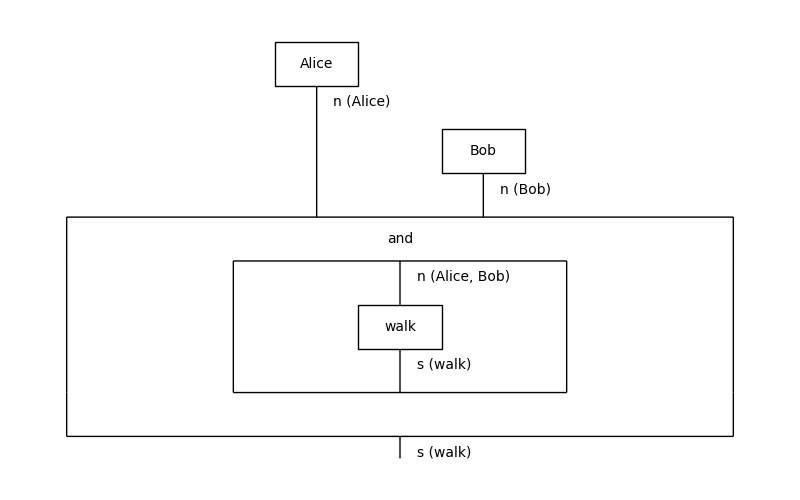 Alice
n (Alice)
Bob
n (Bob)
and
n (Alice, Bob)
walk
s (walk)
s (walk)